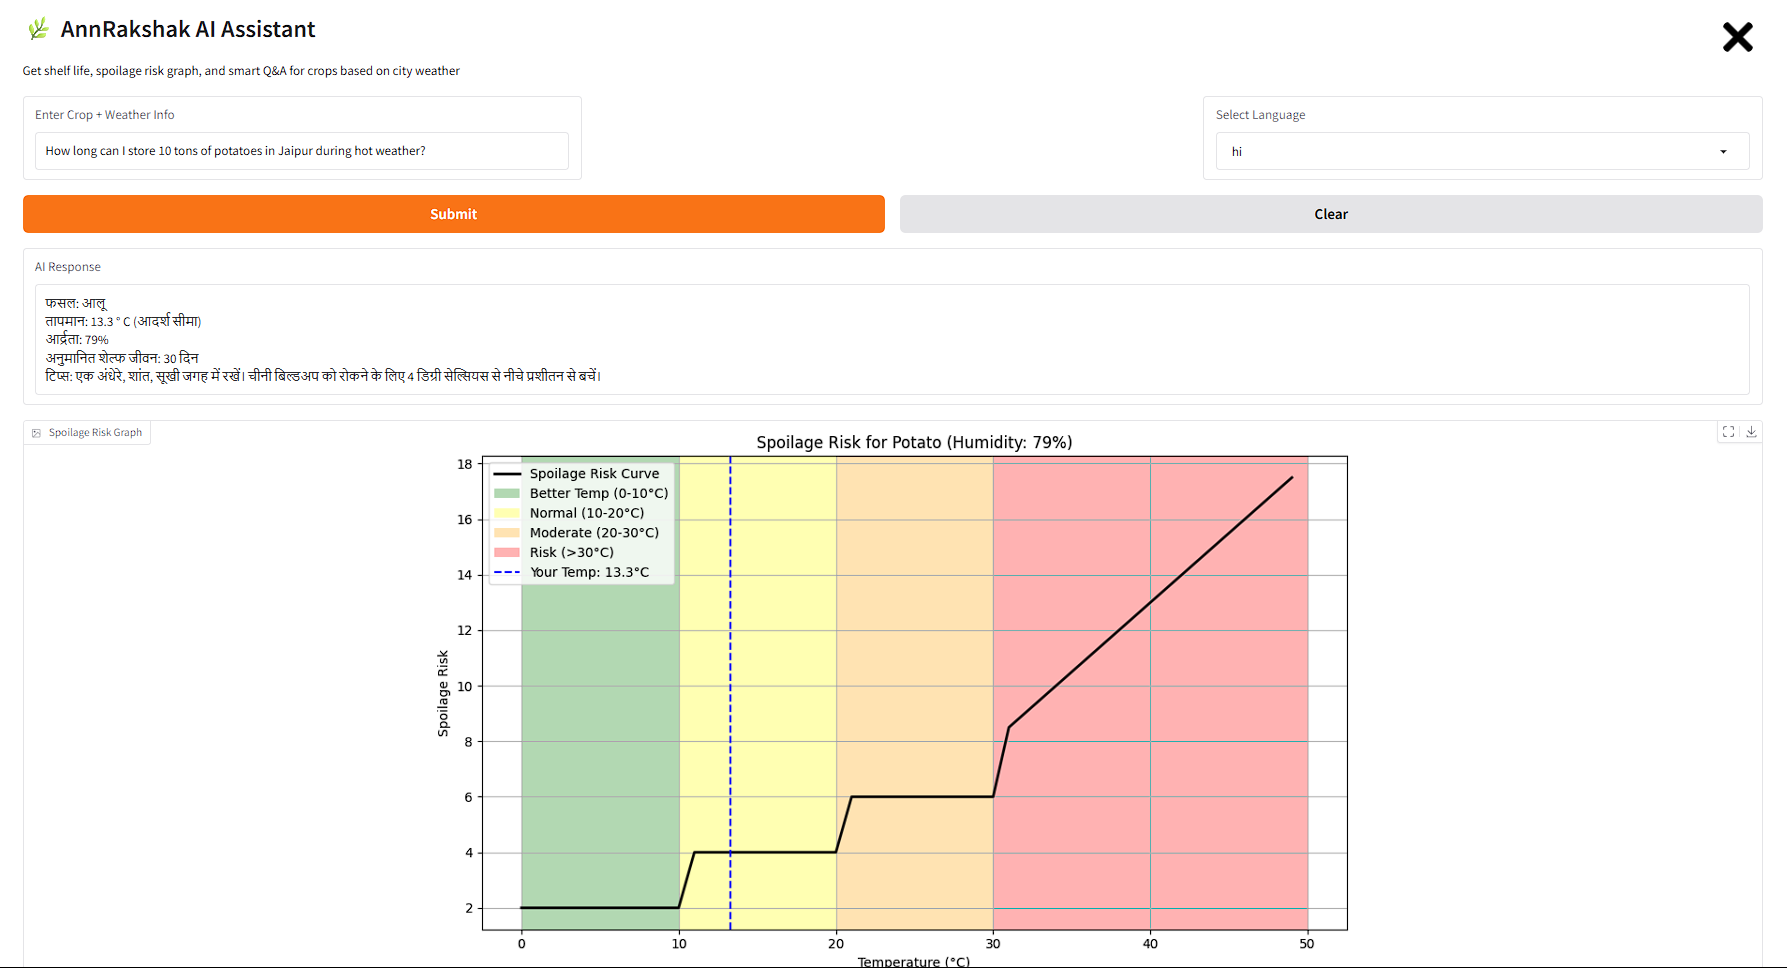 AnnRakshak AI Assistant
Get shelf life, spoilage risk graph, and smart Q&A for crops based on city weather
Enter Crop + Weather Info
How long can I store 10 tons of potatoes in Jaipur during hot weather?
Select Language
hi
Submit
Clear
AI Response
फसल: आलू
तापमान: 13.3 ° C (आदर्श सीमा)
आर्द्रता: 79%
अनुमानित शेल्फ जीवन: 30 दिन
टिप्स: एक अंधेरे, शांत, सूखी जगह में रखें। चीनी बिल्डअप को रोकने के लिए 4 डिग्री सेल्सियस से नीचे प्रशीतन से बचें।
Spoilage Risk Graph
Spoilage Risk for Potato (Humidity: 79%)
Spoilage Risk Curve
Better Temp (0-10°C)
Normal (10-20°C)
Moderate (20-30°C)
Risk (>30°C)
Your Temp: 13.3°C
Spoilage Risk
18
16
14
12
10
8
6
4
2
0 10 20 30 40 50
Temperature (°C)